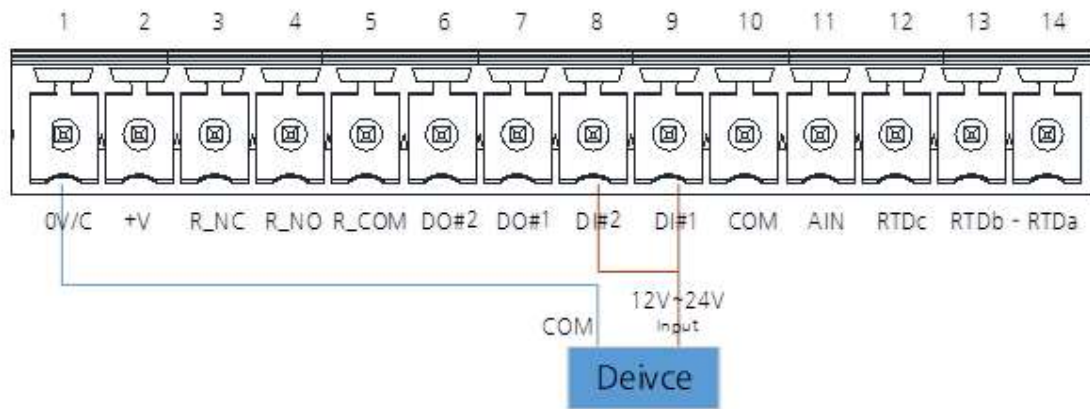 1 2 3 4 5 6 7 8 9 10 11 12 13 14
0V/C +V R_NC R_NO R_COM DO#2 DO#1 DI#2 DI#1 COM AIN RTDc RTDb - RTDa
12V~24V
COM Input
Deivce